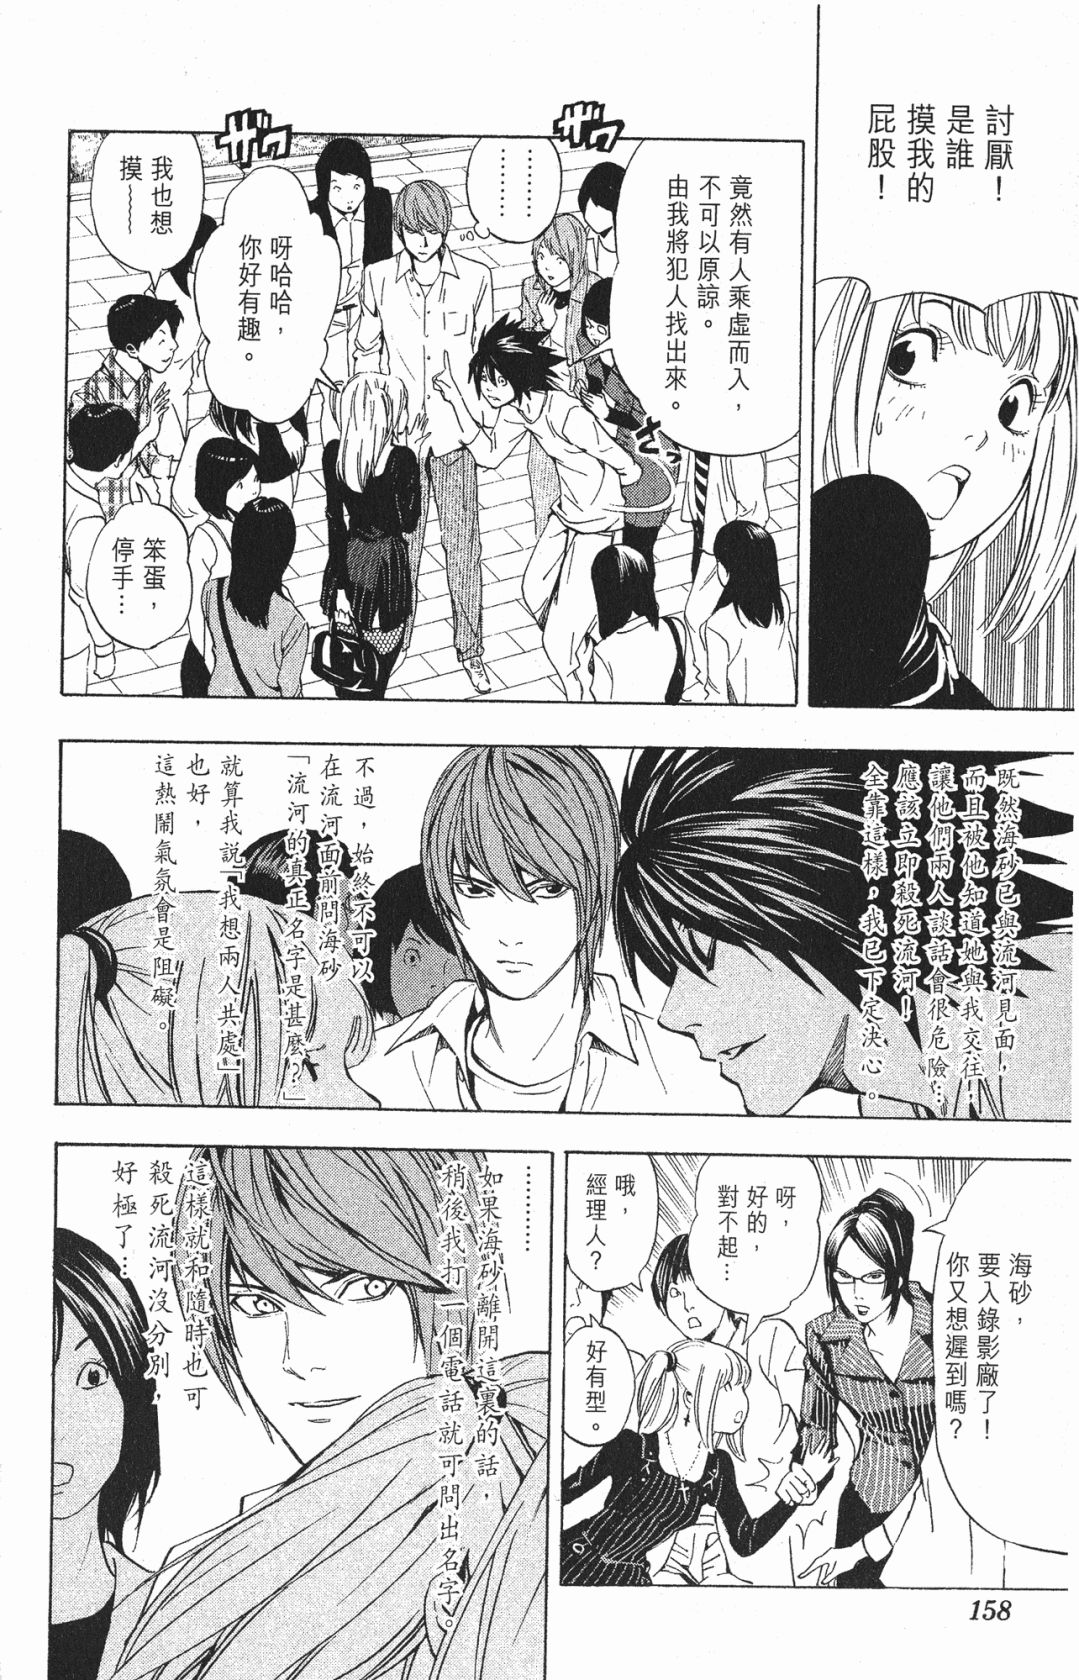 討厭！
是誰
摸我的
屁股！
竟然有人乘虛而入，
不可以原諒。
由我將犯人找出來。
ざっ
ザワ
………
………
ザワ
呀哈哈，
你好有趣。
我也想
摸～～
笨蛋，
停手…
既然海砂已與流河見面，
而且被他知道她與我交往，
讓他們兩人談話會很危險…
應該立即殺死流河！
全靠這樣，我已下定決心。
不過，始終不可以
在流河面前問海砂
「流河的真正名字是甚麼？」
就算我說「我想兩人共處」
也好，
這熱鬧氣氛會是阻礙。
海砂，
要入錄影廠了！
你又想遲到嗎？
呀，
好的，
對不起…
哦，
經理人？
好有型。
………
如果海砂離開這裏的話，
稍後我打一個電話就可問出名字。
這樣就和隨時也可
殺死流河沒分別，
好極了…
158